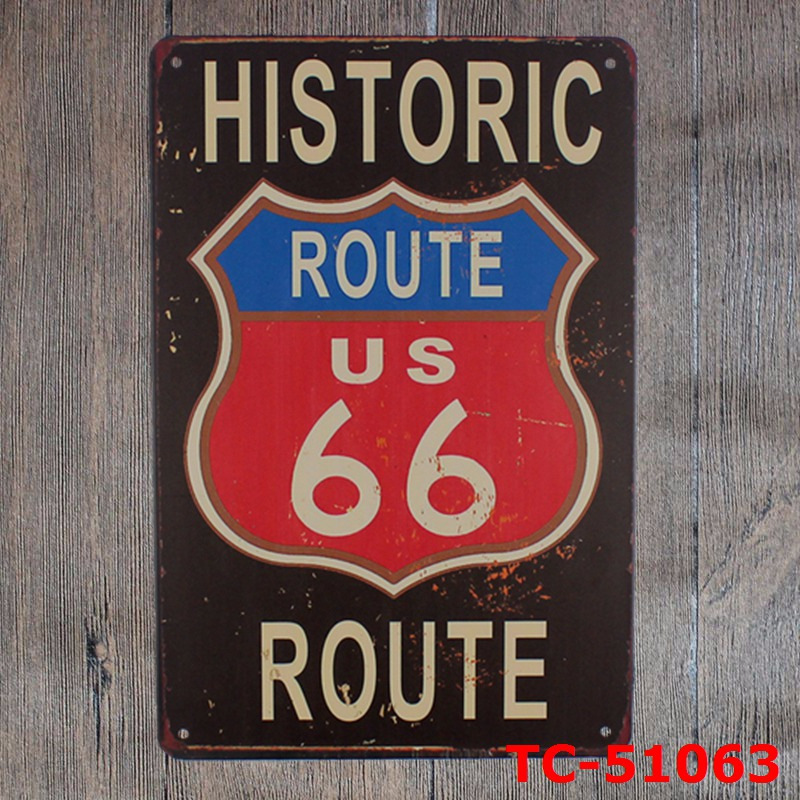 HISTORIC
ROUTE
US
66
ROUTE
TC-51063